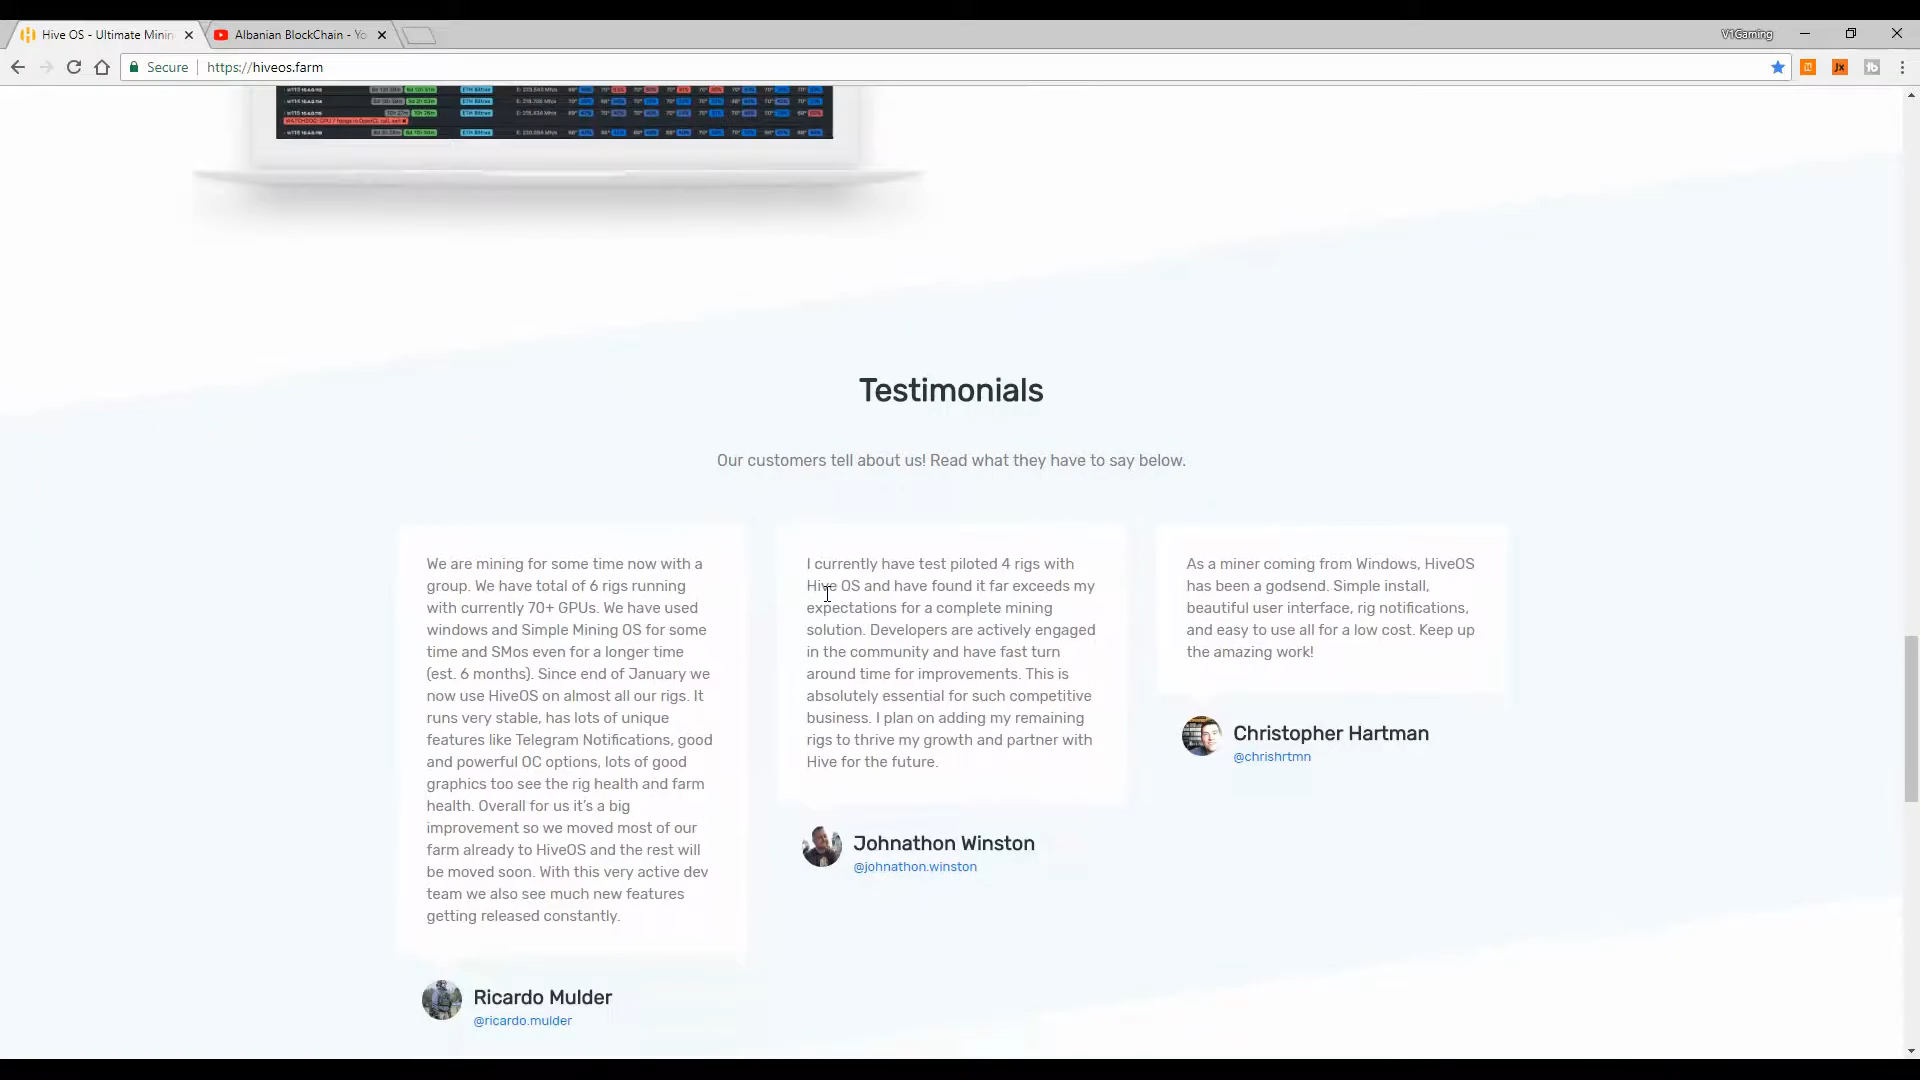 Hive OS - Ultimate Minin
Albanian BlockChain - Yo
V1Gaming
Secure
https://hiveos.farm
Testimonials
Our customers tell about us! Read what they have to say below.
We are mining for some time now with a
group. We have total of 6 rigs running
with currently 70+ GPUs. We have used
windows and Simple Mining OS for some
time and SMos even for a longer time
(est. 6 months). Since end of January we
now use HiveOS on almost all our rigs. It
runs very stable, has lots of unique
features like Telegram Notifications, good
and powerful OC options, lots of good
graphics too see the rig health and farm
health. Overall for us it's a big
improvement so we moved most of our
farm already to HiveOS and the rest will
be moved soon. With this very active dev
team we also see much new features
getting released constantly.
Ricardo Mulder
@ricardo.mulder
I currently have test piloted 4 rigs with
Hive OS and have found it far exceeds my
expectations for a complete mining
solution. Developers are actively engaged
in the community and have fast turn
around time for improvements. This is
absolutely essential for such competitive
business. I plan on adding my remaining
rigs to thrive my growth and partner with
Hive for the future.
Johnathon Winston
@johnathon.winston
As a miner coming from Windows, HiveOS
has been a godsend. Simple install,
beautiful user interface, rig notifications,
and easy to use all for a low cost. Keep up
the amazing work!
Christopher Hartman
@chrishrtmn